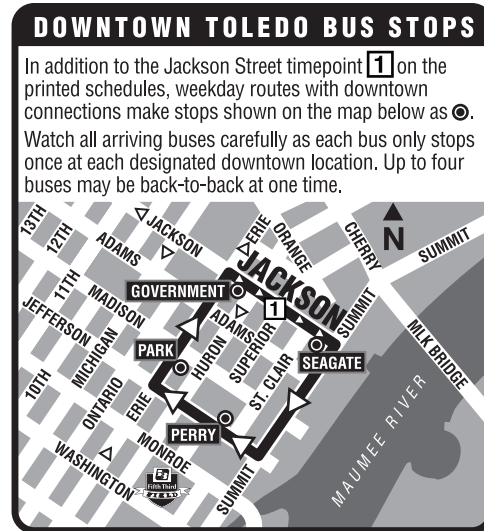 DOWNTOWN TOLEDO BUS STOPS
In addition to the Jackson Street timepoint 1 on the
printed schedules, weekday routes with downtown
connections make stops shown on the map below as ◉.
Watch all arriving buses carefully as each bus only stops
once at each designated downtown location. Up to four
buses may be back-to-back at one time.
13TH
12TH
11TH
10TH
JACKSON
ADAMS
MADISON
JEFFERSON
MICHIGAN
ONTARIO
ERIE
MONROE
WASHINGTON
ERIE
ORANGE
CHERRY
SUMMIT
N
JACKSON
1
GOVERNMENT
ADAMS
HURON
SUPERIOR
ST. CLAIR
SUMMIT
SEAGATE
PARK
PERRY
SUMMIT
MLK BRIDGE
MAUMEE RIVER
Fifth Third
FIELD